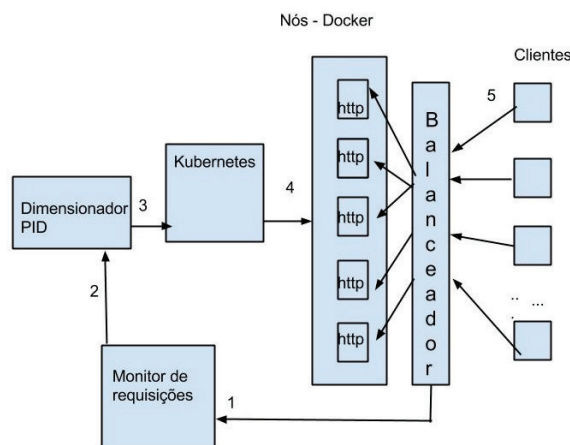 Nós - Docker
Clientes
5
http
http
http
http
http
Balanceador
Kubernetes
4
Dimensionador
PID
3
2
Monitor de
requisições
1
.. ...
.